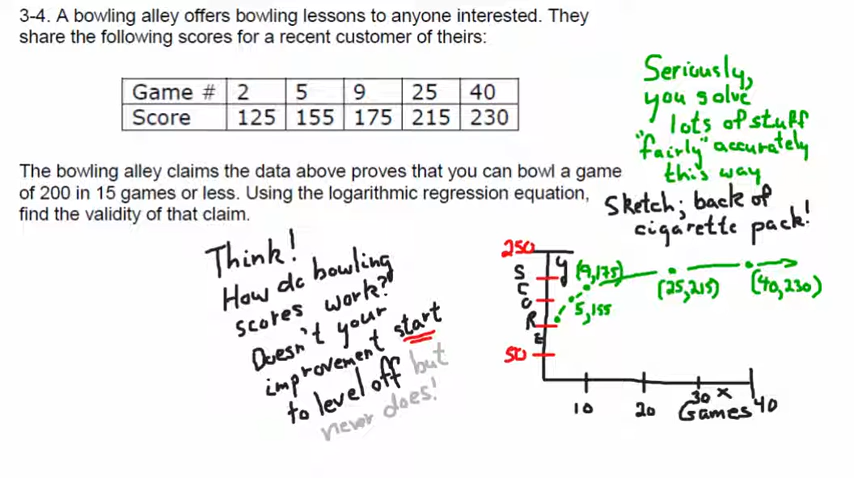 3-4. A bowling alley offers bowling lessons to anyone interested. They
share the following scores for a recent customer of theirs:
Game # 2 5 9 25 40
Score 125 155 175 215 230
The bowling alley claims the data above proves that you can bowl a game
of 200 in 15 games or less. Using the logarithmic regression equation,
find the validity of that claim.
Seriously,
you solve
lots of stuff
"fairly" accurately
this way
Sketch; back of
cigarette pack!
Think!
How do bowling
scores work?
Doesn't your
improvement start
to level off but
never does!
250
y
S
C
O
R
E
50
(9,175)
5,155
(25,215)
(40,230)
10
20
30
x
40
Games